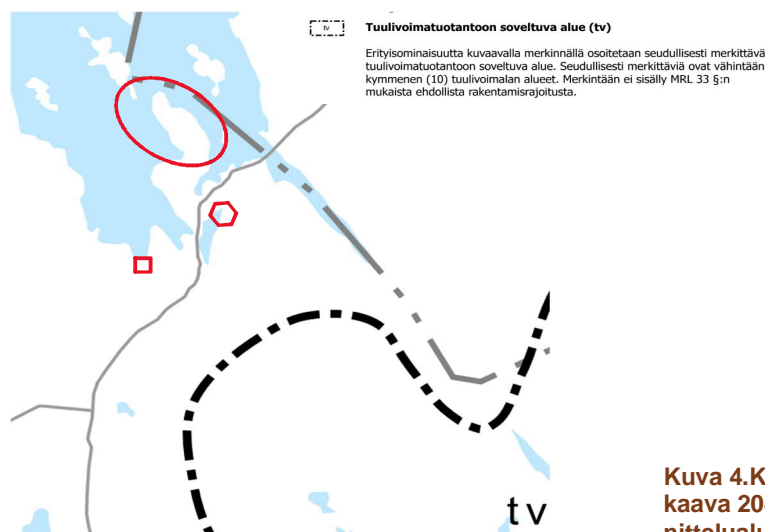 tv
Tuulivoimatuotantoon soveltuva alue (tv)
Erityisominaisuutta kuvaavalla merkinnällä osoitetaan seudullisesti merkittävä
tuulivoimatuotantoon soveltuva alue. Seudullisesti merkittäviä ovat vähintään
kymmenen (10) tuulivoimalan alueet. Merkintään ei sisälly MRL 33 §:n
mukaista ehdollista rakentamisrajoitusta.
tv
Kuva 4.K
kaava 20